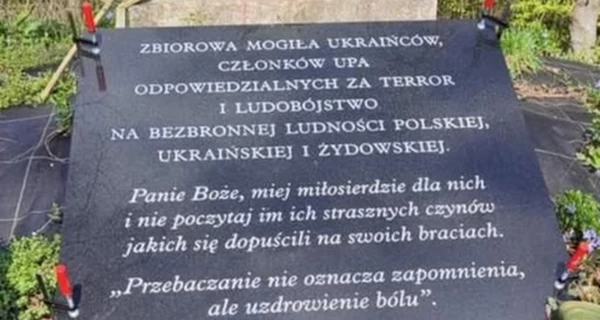 ZBIOROWA MOGIŁA UKRAIŃCÓW,
CZŁONKÓW UPA
ODPOWIEDZIALNYCH ZA TERROR
I LUDOBÓJSTWO
NA BEZBRONNEJ LUDNOŚCI POLSKIEJ,
UKRAIŃSKIEJ I ŻYDOWSKIEJ.
Panie Boże, miej miłosierdzie dla nich
i nie poczytaj im ich strasznych czynów
jakich się dopuścili na swoich braciach.
„Przebaczanie nie oznacza zapomnienia,
ale uzdrowienie bólu”.